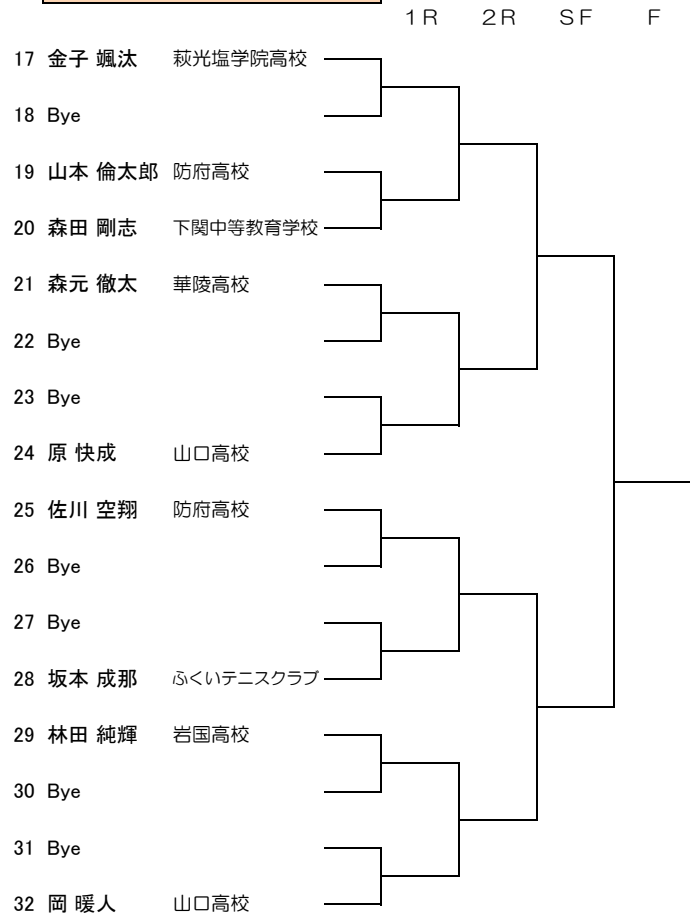 １Ｒ ２Ｒ ＳＦ Ｆ
17 金子 颯汰 萩光塩学院高校
18 Bye
19 山本 倫太郎 防府高校
20 森田 剛志 下関中等教育学校
21 森元 徹太 華陵高校
22 Bye
23 Bye
24 原 快成 山口高校
25 佐川 空翔 防府高校
26 Bye
27 Bye
28 坂本 成那 ふくいテニスクラブ
29 林田 純輝 岩国高校
30 Bye
31 Bye
32 岡 暖人 山口高校